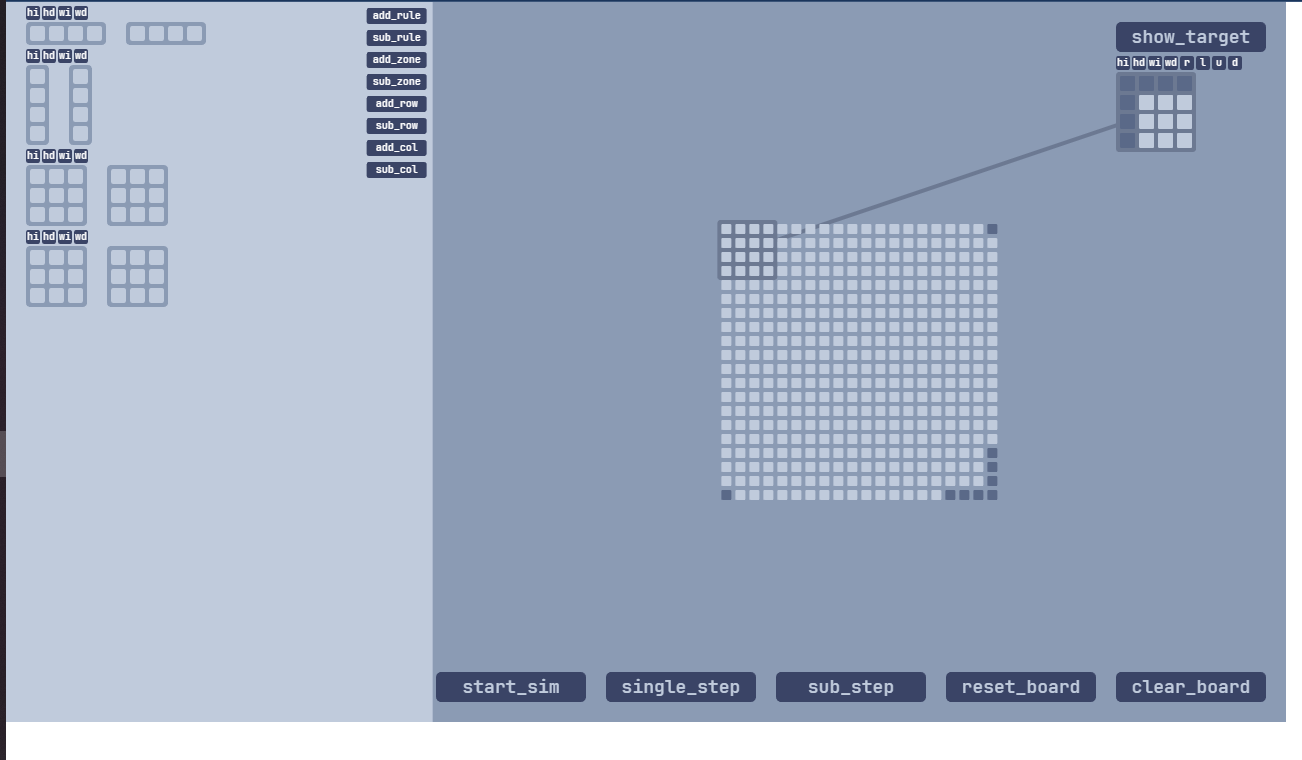 hi hd wi wd
hi hd wi wd
hi hd wi wd
hi hd wi wd
add_rule
sub_rule
add_zone
sub_zone
add_row
sub_row
add_col
sub_col
show_target
hi hd wi wd r l u d
start_sim single_step sub_step reset_board clear_board